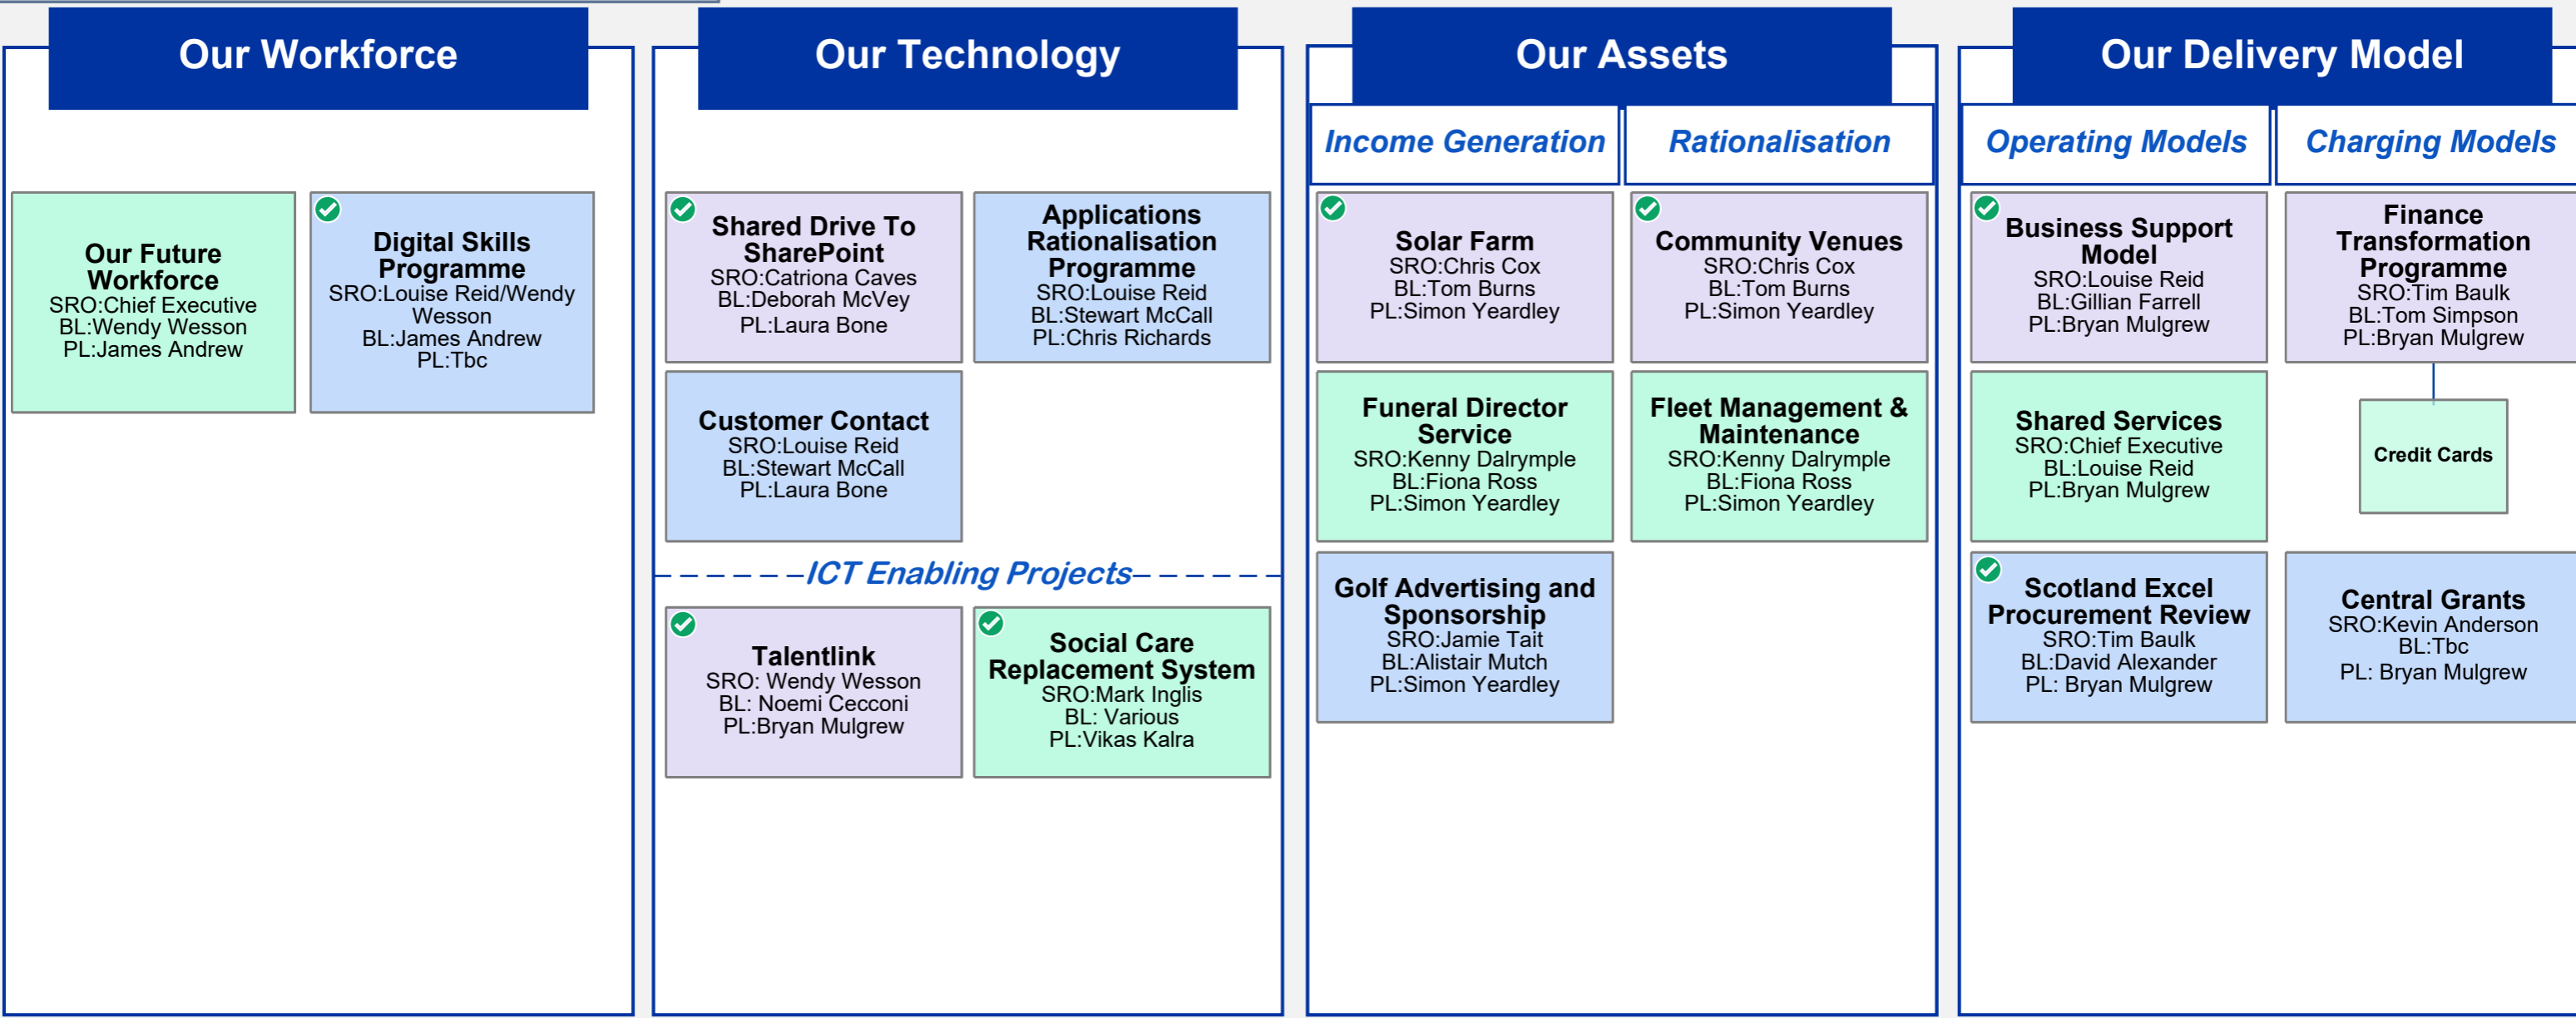 Our Workforce
Our Future
Workforce
SRO:Chief Executive
BL:Wendy Wesson
PL:James Andrew
Digital Skills
Programme
SRO:Louise Reid/Wendy
Wesson
BL:James Andrew
PL:Tbc
Our Technology
Shared Drive To
SharePoint
SRO:Catriona Caves
BL:Deborah McVey
PL:Laura Bone
Applications
Rationalisation
Programme
SRO:Louise Reid
BL:Stewart McCall
PL:Chris Richards
Customer Contact
SRO:Louise Reid
BL:Stewart McCall
PL:Laura Bone
ICT Enabling Projects
Talentlink
SRO: Wendy Wesson
BL: Noemi Cecconi
PL:Bryan Mulgrew
Social Care
Replacement System
SRO:Mark Inglis
BL: Various
PL:Vikas Kalra
Our Assets
Income Generation
Rationalisation
Solar Farm
SRO:Chris Cox
BL:Tom Burns
PL:Simon Yeardley
Community Venues
SRO:Chris Cox
BL:Tom Burns
PL:Simon Yeardley
Funeral Director
Service
SRO:Kenny Dalrymple
BL:Fiona Ross
PL:Simon Yeardley
Fleet Management &
Maintenance
SRO:Kenny Dalrymple
BL:Fiona Ross
PL:Simon Yeardley
Golf Advertising and
Sponsorship
SRO:Jamie Tait
BL:Alistair Mutch
PL:Simon Yeardley
Our Delivery Model
Operating Models
Charging Models
Business Support
Model
SRO:Louise Reid
BL:Gillian Farrell
PL:Bryan Mulgrew
Finance
Transformation
Programme
SRO:Tim Baulk
BL:Tom Simpson
PL:Bryan Mulgrew
Shared Services
SRO:Chief Executive
BL:Louise Reid
PL:Bryan Mulgrew
Credit Cards
Scotland Excel
Procurement Review
SRO:Tim Baulk
BL:David Alexander
PL: Bryan Mulgrew
Central Grants
SRO:Kevin Anderson
BL:Tbc
PL: Bryan Mulgrew